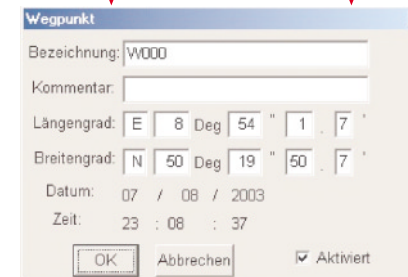 Wegpunkt
Bezeichnung: W000
Kommentar:
Längengrad: E 8 Deg 54 " 1 . 7 '
Breitengrad: N 50 Deg 19 " 50 . 7 '
Datum: 07 / 08 / 2003
Zeit: 23 : 08 : 37
OK Abbrechen Aktiviert